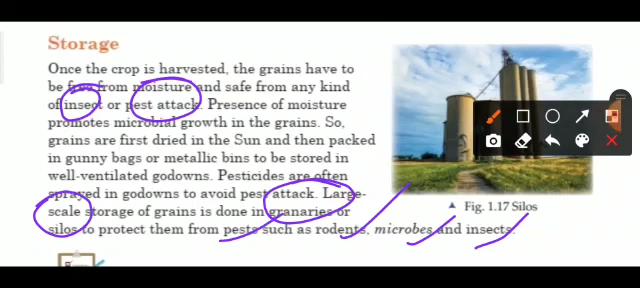 Storage
Once the crop is harvested, the grains have to
be free from moisture and safe from any kind
of insect or pest attack. Presence of moisture
promotes microbial growth in the grains. So,
grains are first dried in the Sun and then packed
in gunny bags or metallic bins to be stored in
well-ventilated godowns. Pesticides are often
sprayed in godowns to avoid pest attack. Large-
scale storage of grains is done in granaries or
silos to protect them from pests such as rodents, microbes and insects.
▲ Fig. 1.17 Silos